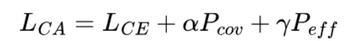 L_{CA} = L_{CE} + αP_{cov} + γP_{eff}